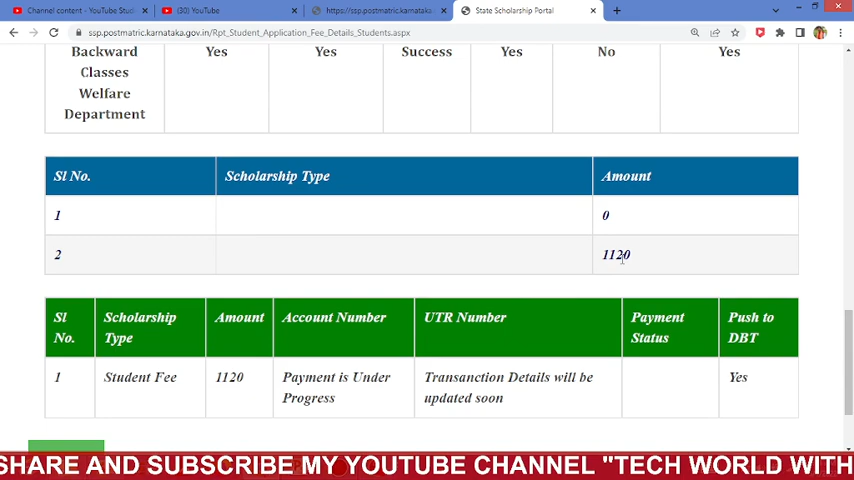 Channel content - YouTube Stud
(30) YouTube
https://ssp.postmatric.karnataka.
State Scholarship Portal
ssp.postmatric.karnataka.gov.in/Rpt_Student_Application_Fee_Details_Students.aspx
Backward Yes Yes Success Yes No Yes
Classes
Welfare
Department
Sl No. Scholarship Type Amount
1 0
2 1120
Sl Scholarship Amount Account Number UTR Number Payment Push to
No. Type Status DBT
1 Student Fee 1120 Payment is Under Transanction Details will be Yes
Progress updated soon
SHARE AND SUBSCRIBE MY YOUTUBE CHANNEL "TECH WORLD WITH